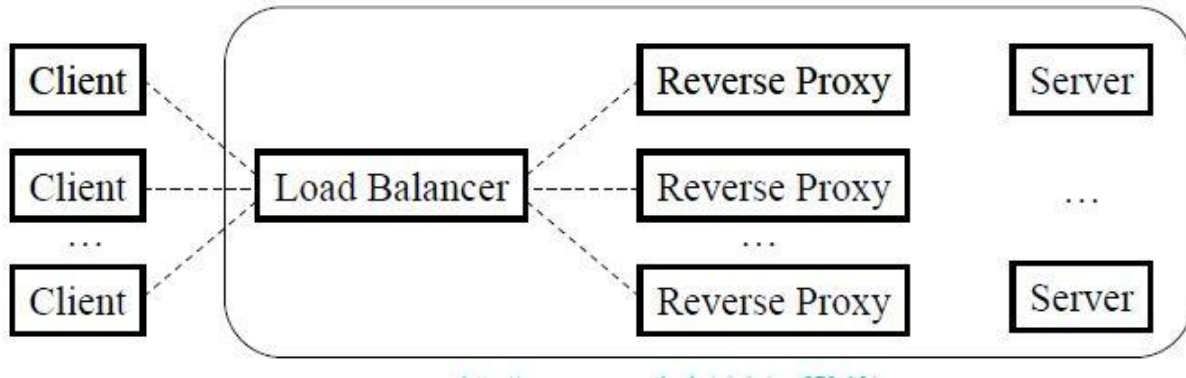 Client
Reverse Proxy
Server
Client
Load Balancer
Reverse Proxy
...
...
...
Client
Reverse Proxy
Server